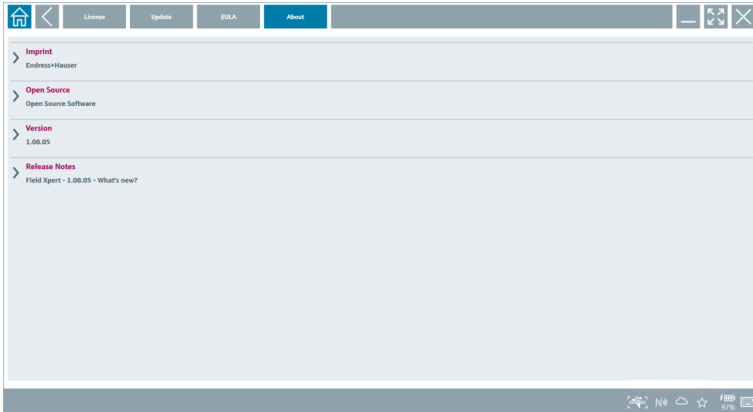 License Update EULA About
Imprint
Endress+Hauser
Open Source
Open Source Software
Version
1.08.05
Release Notes
Field Xpert - 1.08.05 - What's new?
97%